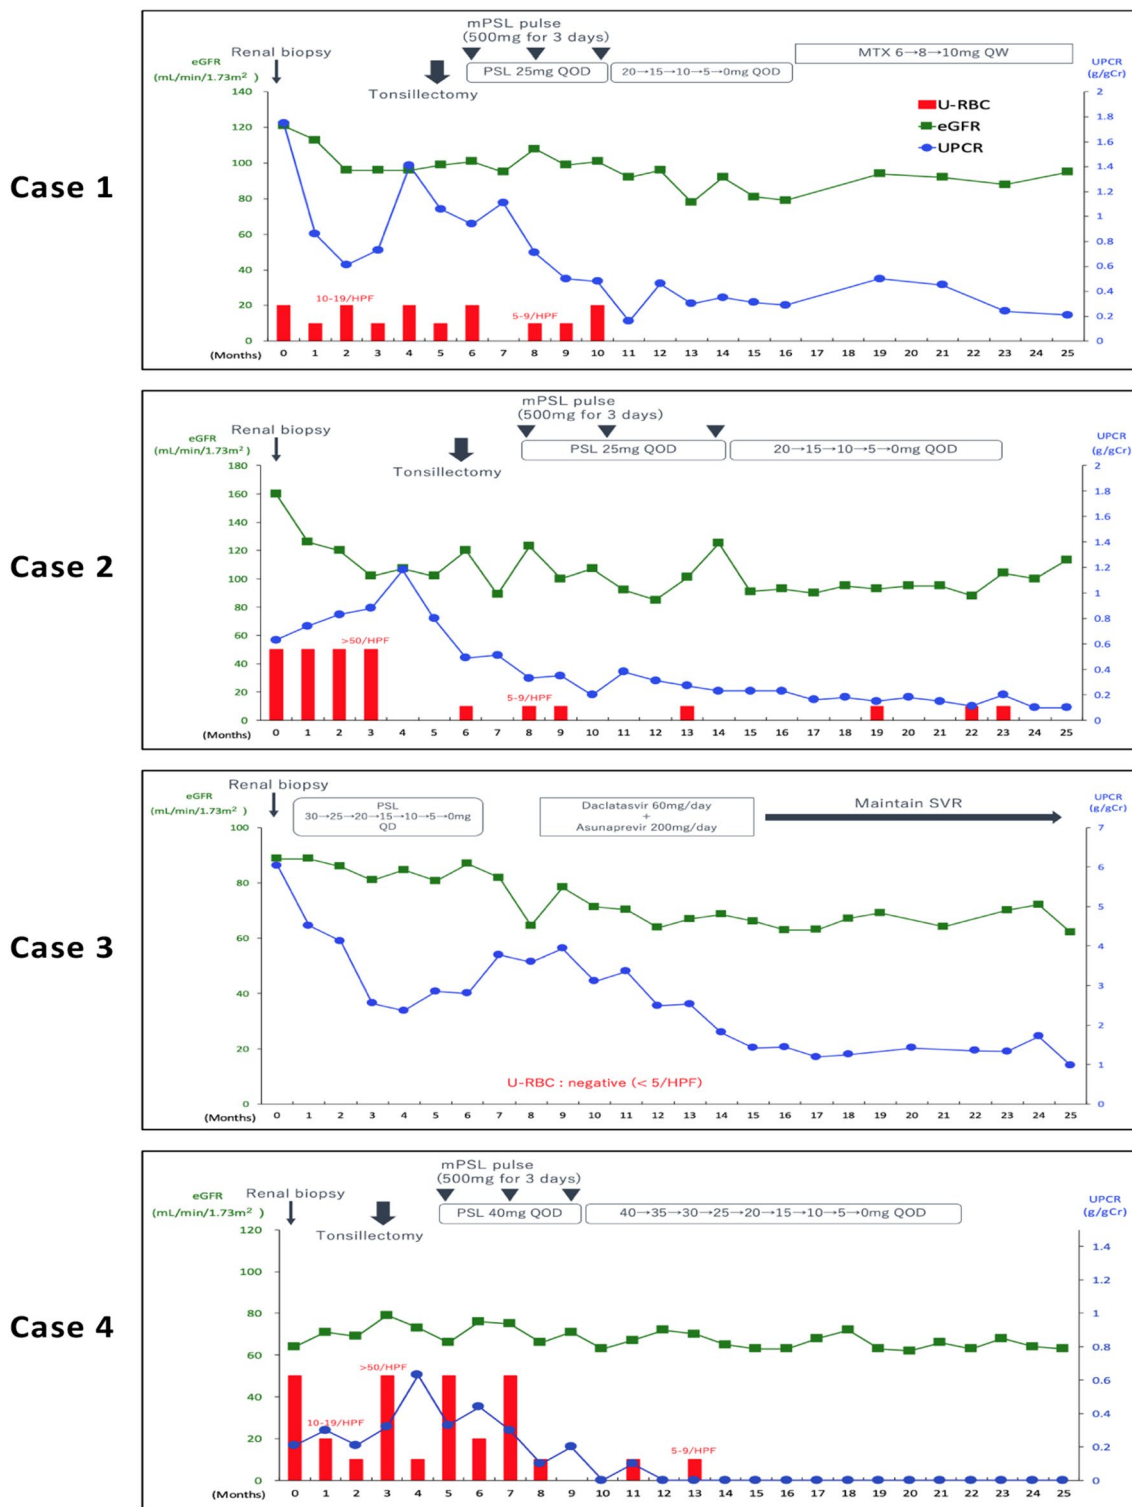 Case 1
mPSL pulse
(500mg for 3 days)
Renal biopsy
PSL 25mg QOD
20→15→10→5→0mg QOD
MTX 6→8→10mg QW
Tonsillectomy
eGFR
(mL/min/1.73m² )
UPCR
(g/gCr)
140
120
100
80
60
40
20
0
2
1.8
1.6
1.4
1.2
1
0.8
0.6
0.4
0.2
0
U-RBC
eGFR
UPCR
10-19/HPF
5-9/HPF
(Months) 0 1 2 3 4 5 6 7 8 9 10 11 12 13 14 15 16 19 20 21 23 25
Case 2
mPSL pulse
(500mg for 3 days)
Renal biopsy
PSL 25mg QOD
20→15→10→5→0mg QOD
Tonsillectomy
eGFR
(mL/min/1.73m² )
UPCR
(g/gCr)
180
160
140
120
100
80
60
40
20
0
2
1.8
1.6
1.4
1.2
1
0.8
0.6
0.4
0.2
0
>50/HPF
5-9/HPF
(Months) 0 1 2 3 4 5 6 7 8 9 10 11 12 13 14 15 16 17 18 19 20 21 22 23 24 25
Case 3
Renal biopsy
PSL
30→25→20→15→10→5→0mg
QD
Daclatasvir 60mg/day
+
Asunaprevir 200mg/day
Maintain SVR
eGFR
(mL/min/1.73m² )
UPCR
(g/gCr)
100
80
60
40
20
0
7
6
5
4
3
2
1
0
U-RBC : negative (< 5/HPF)
(Months) 0 1 2 3 4 5 6 7 8 9 10 11 12 13 14 15 16 17 18 19 20 21 22 23 24 25
Case 4
mPSL pulse
(500mg for 3 days)
Renal biopsy
PSL 40mg QOD
40→35→30→25→20→15→10→5→0mg QOD
Tonsillectomy
eGFR
(mL/min/1.73m² )
UPCR
(g/gCr)
120
100
80
60
40
20
0
1.4
1.2
1
0.8
0.6
0.4
0.2
0
>50/HPF
10-19/HPF
5-9/HPF
(Months) 0 1 2 3 4 5 6 7 8 9 10 11 12 13 14 15 16 17 18 19 20 21 22 23 24 25